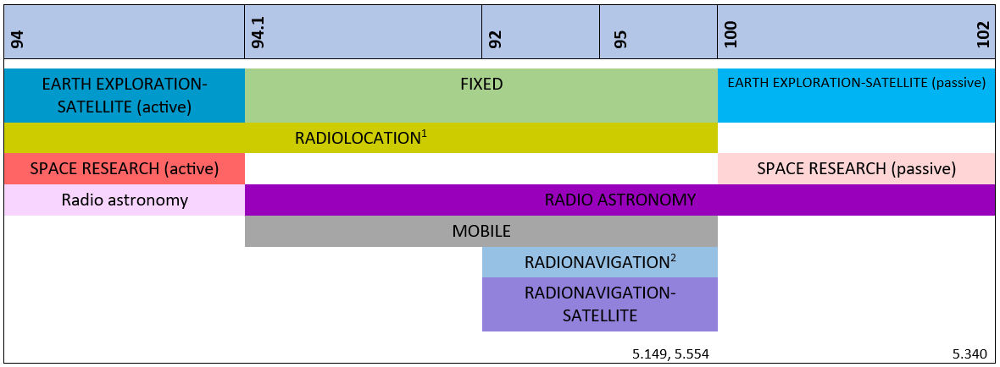 94 94.1 92 95 100 102
EARTH EXPLORATION-
SATELLITE (active)
FIXED
EARTH EXPLORATION-SATELLITE (passive)
RADIOLOCATION1
SPACE RESEARCH (active)
SPACE RESEARCH (passive)
Radio astronomy
RADIO ASTRONOMY
MOBILE
RADIONAVIGATION2
RADIONAVIGATION-
SATELLITE
5.149, 5.554
5.340